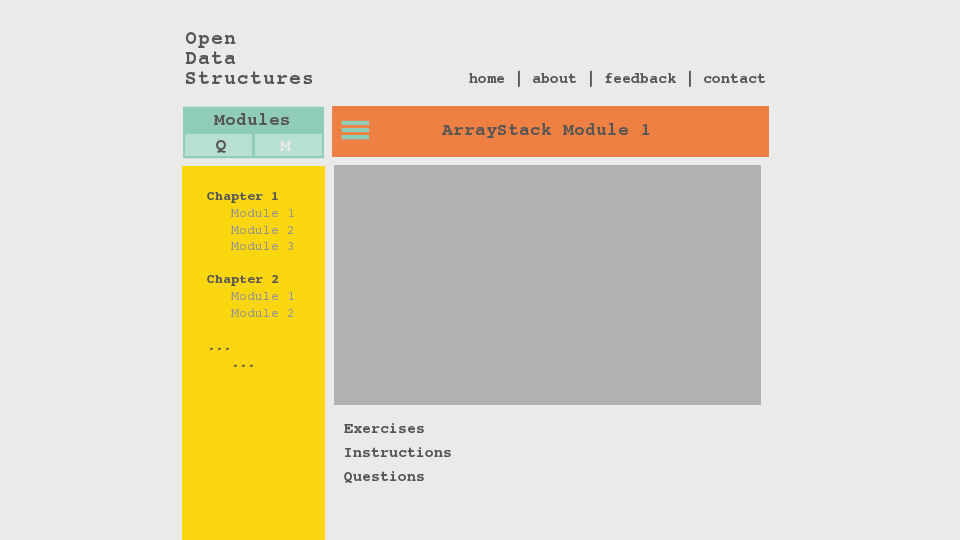 Open
Data
Structures
home | about | feedback | contact
Modules
Q M
ArrayStack Module 1
Chapter 1
Module 1
Module 2
Module 3
Chapter 2
Module 1
Module 2
...
...
Exercises
Instructions
Questions